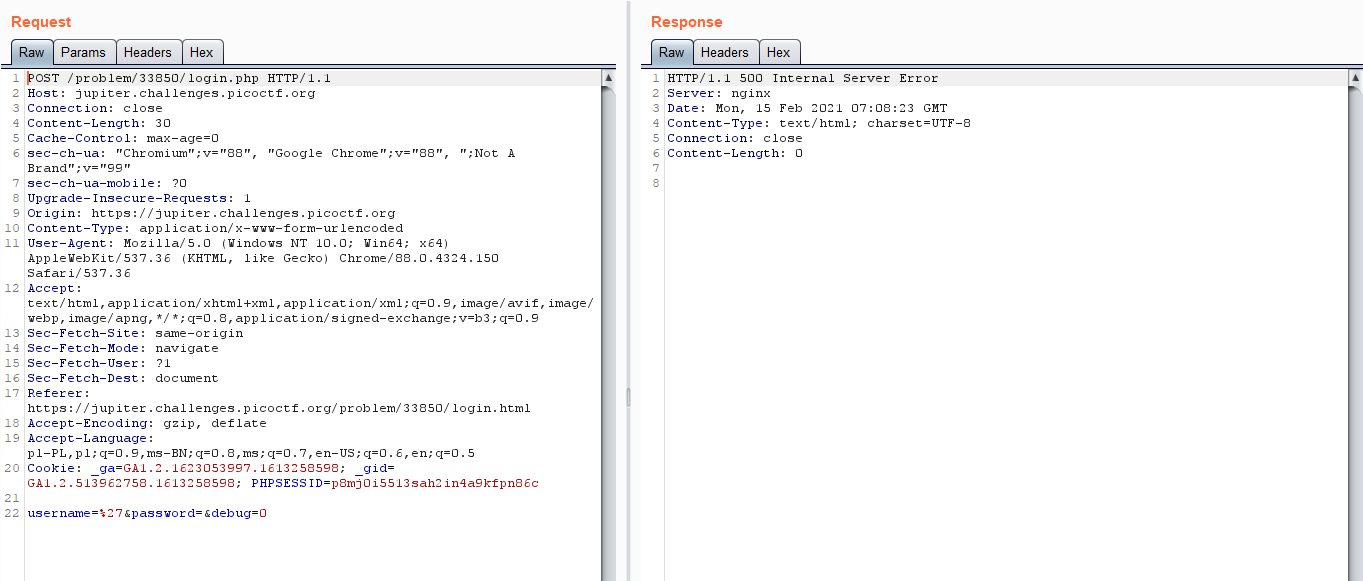 Request
Raw Params Headers Hex
1 POST /problem/33850/login.php HTTP/1.1
2 Host: jupiter.challenges.picoctf.org
3 Connection: close
4 Content-Length: 30
5 Cache-Control: max-age=0
6 sec-ch-ua: "Chromium";v="88", "Google Chrome";v="88", ";Not A
Brand";v="99"
7 sec-ch-ua-mobile: ?0
8 Upgrade-Insecure-Requests: 1
9 Origin: https://jupiter.challenges.picoctf.org
10 Content-Type: application/x-www-form-urlencoded
11 User-Agent: Mozilla/5.0 (Windows NT 10.0; Win64; x64)
AppleWebKit/537.36 (KHTML, like Gecko) Chrome/88.0.4324.150
Safari/537.36
12 Accept:
text/html,application/xhtml+xml,application/xml;q=0.9,image/avif,image/
webp,image/apng,*/*;q=0.8,application/signed-exchange;v=b3;q=0.9
13 Sec-Fetch-Site: same-origin
14 Sec-Fetch-Mode: navigate
15 Sec-Fetch-User: ?1
16 Sec-Fetch-Dest: document
17 Referer:
https://jupiter.challenges.picoctf.org/problem/33850/login.html
18 Accept-Encoding: gzip, deflate
19 Accept-Language:
pl-PL,pl;q=0.9,ms-BN;q=0.8,ms;q=0.7,en-US;q=0.6,en;q=0.5
20 Cookie: _ga=GA1.2.1623053997.1613258598; _gid=
GA1.2.513962758.1613258598; PHPSESSID=p8mj0i5513sah2in4a9kfpn86c
21
22 username=%27&password=&debug=0
Response
Raw Headers Hex
1 HTTP/1.1 500 Internal Server Error
2 Server: nginx
3 Date: Mon, 15 Feb 2021 07:08:23 GMT
4 Content-Type: text/html; charset=UTF-8
5 Connection: close
6 Content-Length: 0
7
8